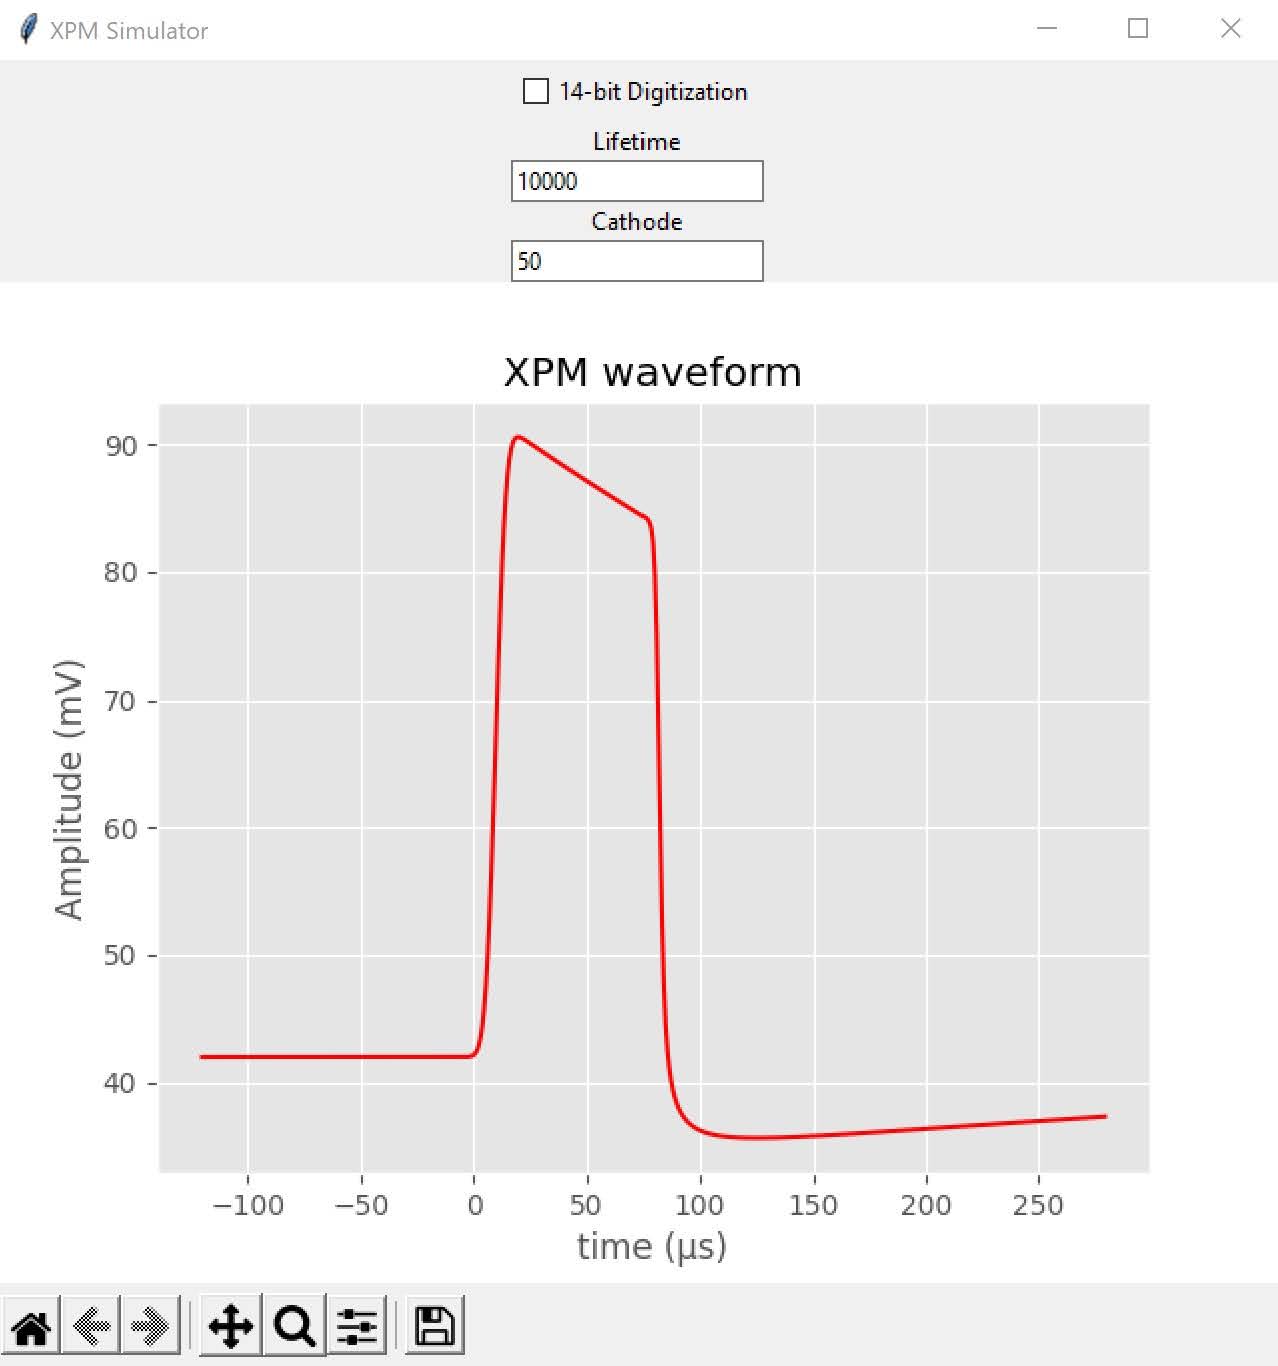 XPM Simulator
14-bit Digitization
Lifetime
10000
Cathode
50
XPM waveform
90
80
70
60
50
40
Amplitude (mV)
−100 −50 0 50 100 150 200 250
time (µs)